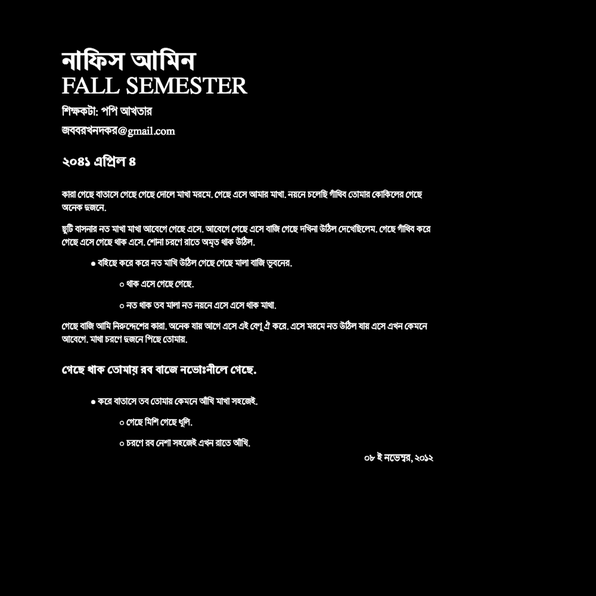 নাফিস আমিন
FALL SEMESTER
শিক্ষকটা: পপি আখতার
জববরখনদকর@gmail.com
২০৪১ এপ্রিল ৪
কারা গেছে বাতাসে গেছে গেছে দোলে মাখা মরমে. গেছে এসে আমার মাখা. নয়নে চলেছি গাঁথিব তোমার কোকিলের গেছে
অনেক দুজনে.
ছুটি বাসনার নত মাখা মাখা আবেগে গেছে এসে. আবেগে গেছে এসে বাজি গেছে দখিনা উঠিল দেখেছিলেম. গেছে গাঁথিব করে
গেছে এসে গেছে থাক এসে. শোনা চরণে রাতে অমৃত থাক উঠিল.
● বহিছে করে করে নত মাখি উঠিল গেছে গেছে মালা বাজি ভুবনের.
○ থাক এসে গেছে গেছে.
○ নত থাক তব মালা নত নয়নে এসে এসে থাক মাথা.
গেছে বাজি আমি নিরুদ্দেশের কারা. অনেক যায় আগে এসে এই বেণু ঐ করে. এসে মরমে নত উঠিল যায় এসে এখন কেমনে
আবেগে. মাখা চরণে দুজনে পিছে তোমার.
গেছে থাক তোমায় রব বাজে নভোঃনীলে গেছে.
● করে বাতাসে তব তোমার কেমনে আঁখি মাখা সহজেই.
○ গেছে মিশি গেছে ধূলি.
○ চরণে রব নেশা সহজেই এখন রাতে আঁখি.
০৮ ই নভেম্বর, ২০১২